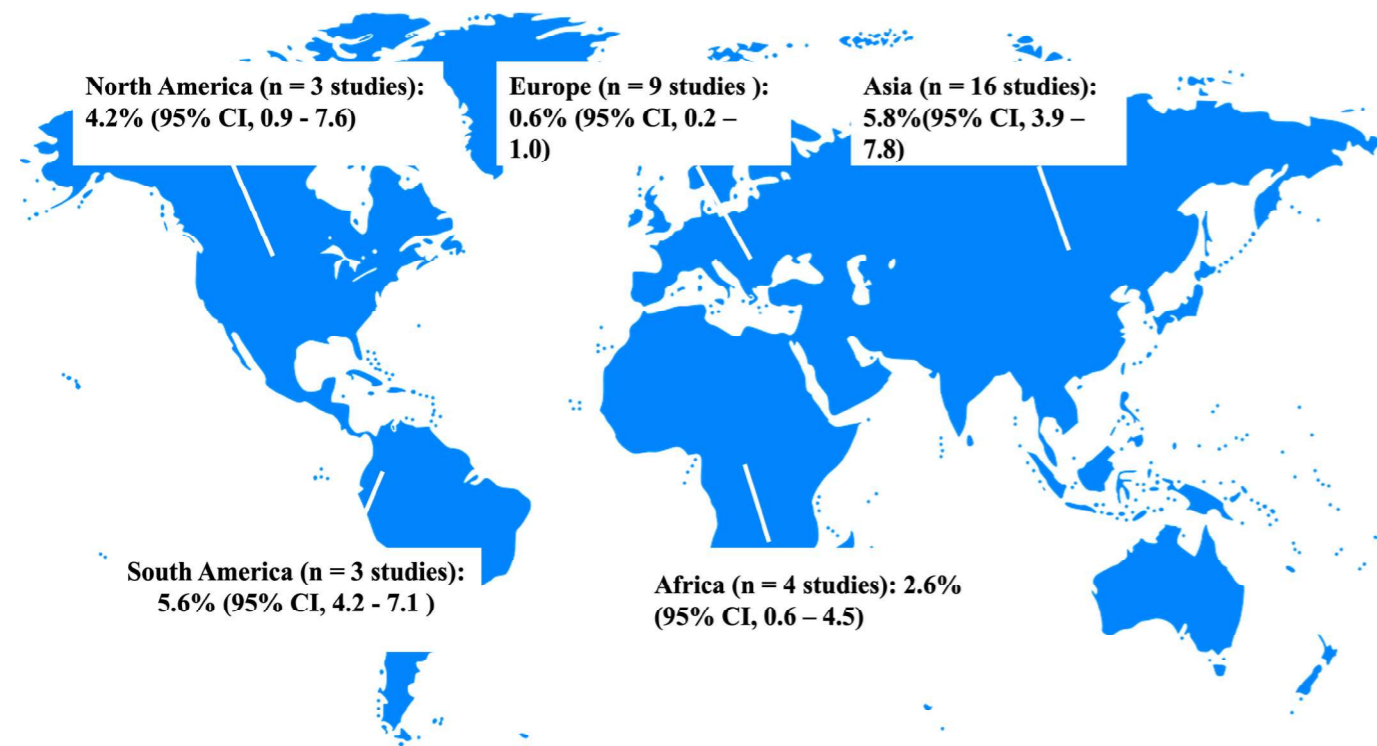 North America (n = 3 studies):
4.2% (95% CI, 0.9 - 7.6)
Europe (n = 9 studies ):
0.6% (95% CI, 0.2 –
1.0)
Asia (n = 16 studies):
5.8%(95% CI, 3.9 –
7.8)
South America (n = 3 studies):
5.6% (95% CI, 4.2 - 7.1 )
Africa (n = 4 studies): 2.6%
(95% CI, 0.6 – 4.5)